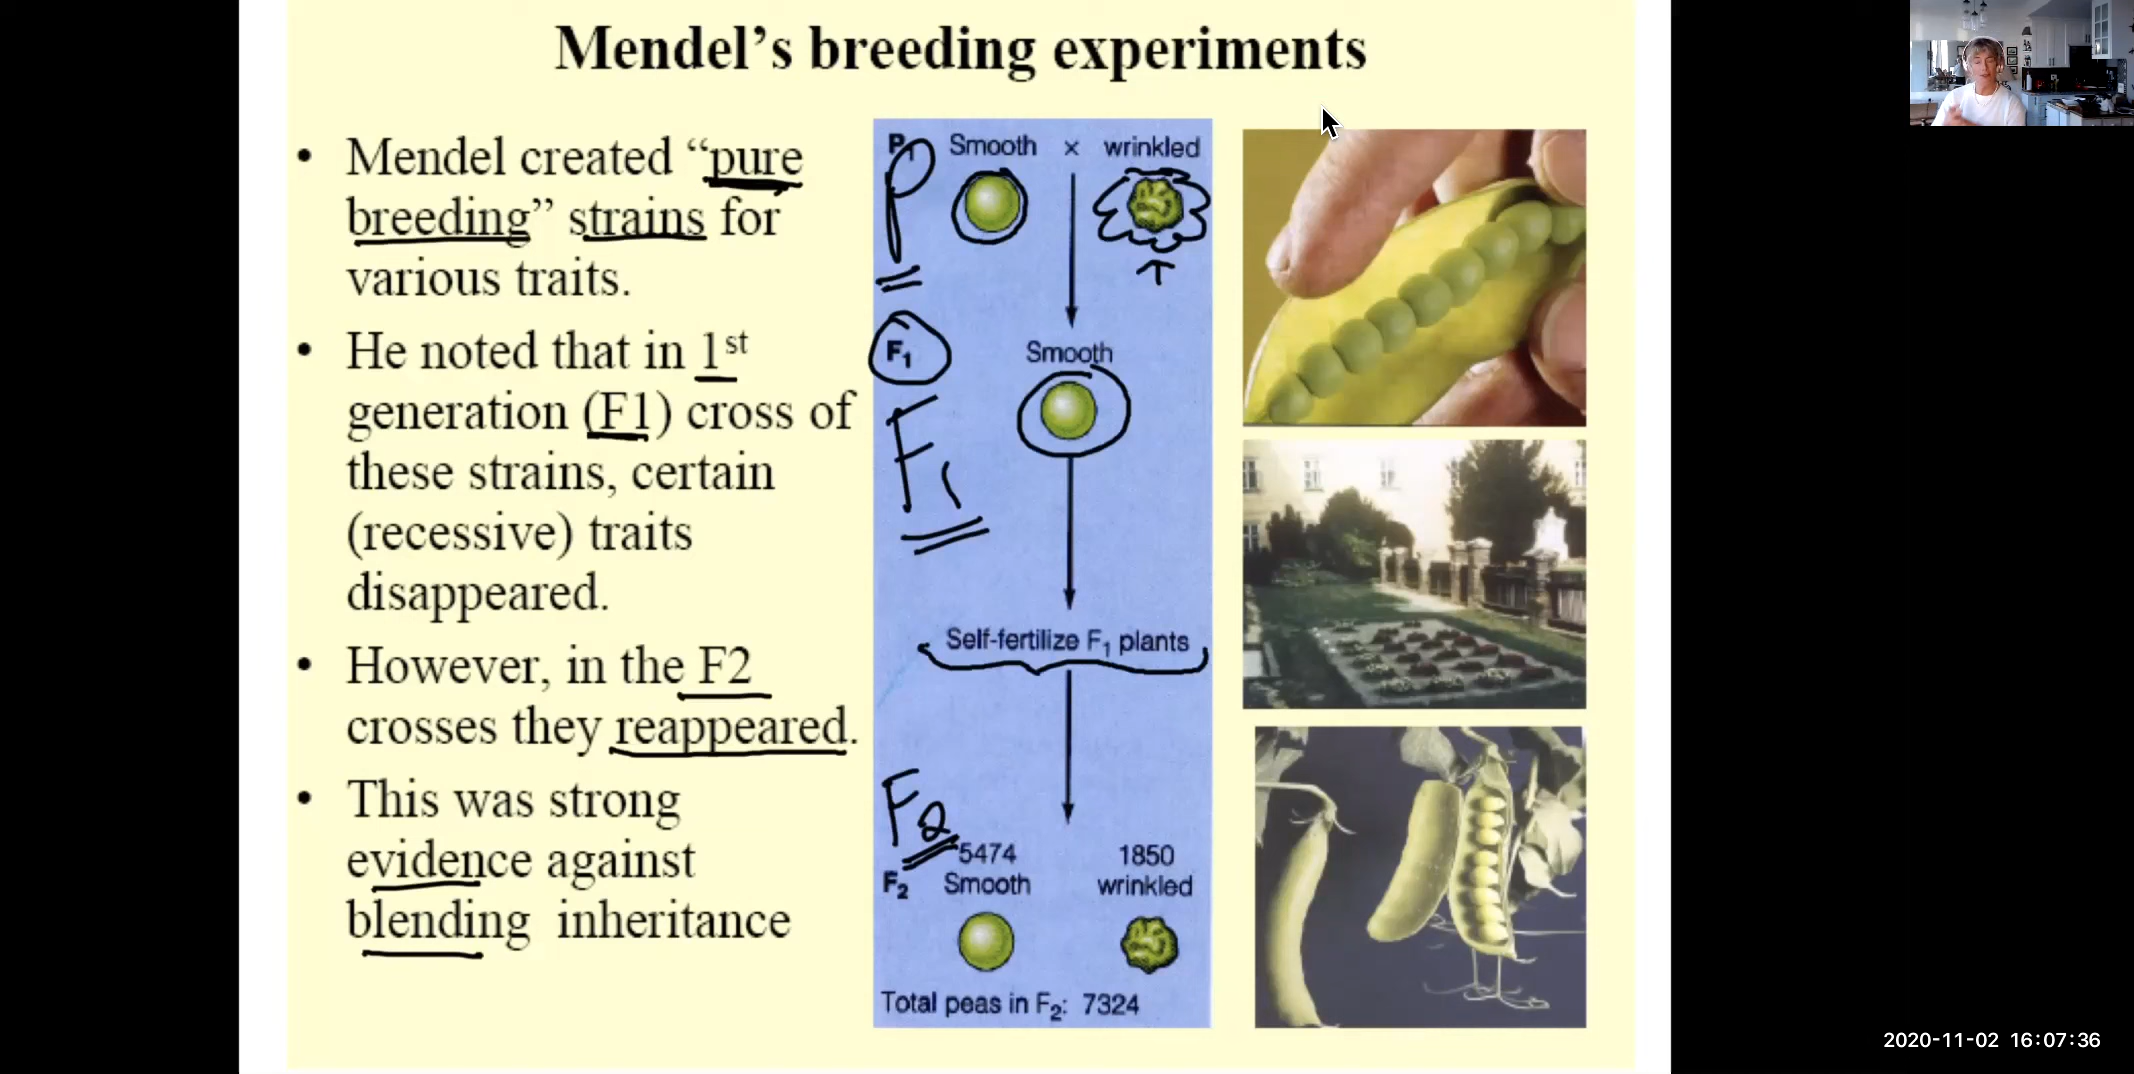 Mendel's breeding experiments
• Mendel created “pure
breeding” strains for
various traits.
• He noted that in 1st
generation (F1) cross of
these strains, certain
(recessive) traits
disappeared.
• However, in the F2
crosses they reappeared.
• This was strong
evidence against
blending inheritance
P1 Smooth x wrinkled
P
F1 Smooth
F1
Self-fertilize F1 plants
F2
5474 1850
F2 Smooth wrinkled
Total peas in F2: 7324
2020-11-02 16:07:36